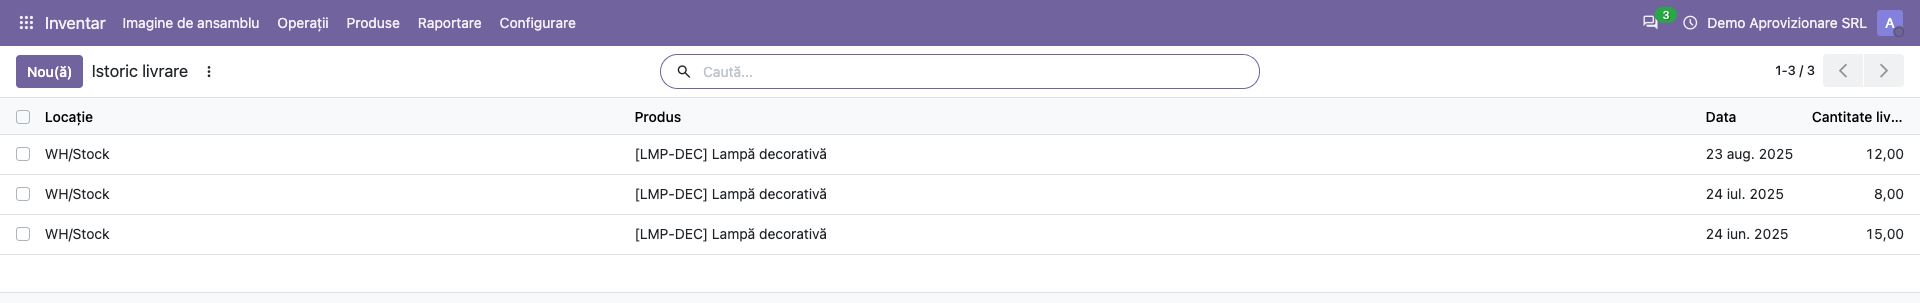 Inventar Imagine de ansamblu Operații Produse Raportare Configurare 3 Demo Aprovizionare SRL A
Nou(ă) Istoric livrare Caută... 1-3 / 3
Locație Produs Data Cantitate liv...
WH/Stock [LMP-DEC] Lampă decorativă 23 aug. 2025 12,00
WH/Stock [LMP-DEC] Lampă decorativă 24 iul. 2025 8,00
WH/Stock [LMP-DEC] Lampă decorativă 24 iun. 2025 15,00